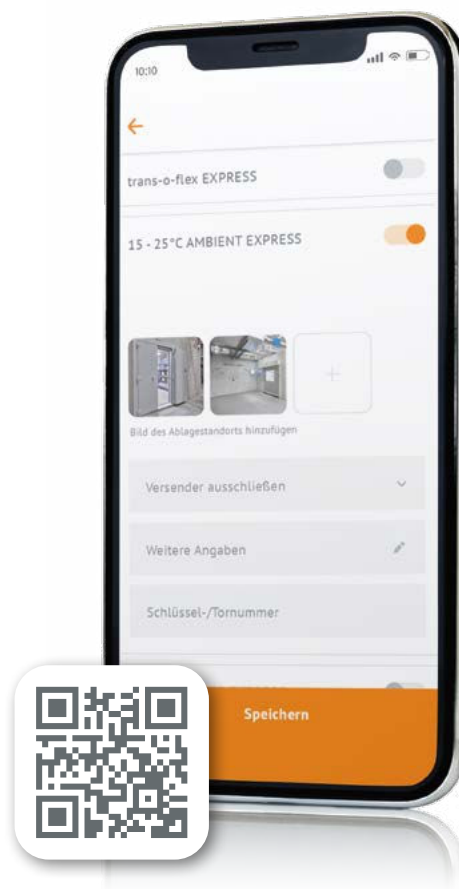 10:10
trans-o-flex EXPRESS
15 - 25°C AMBIENT EXPRESS
Bild des Ablagestandorts hinzufügen
Versender ausschließen
Weitere Angaben
Schlüssel-/Tornummer
Speichern